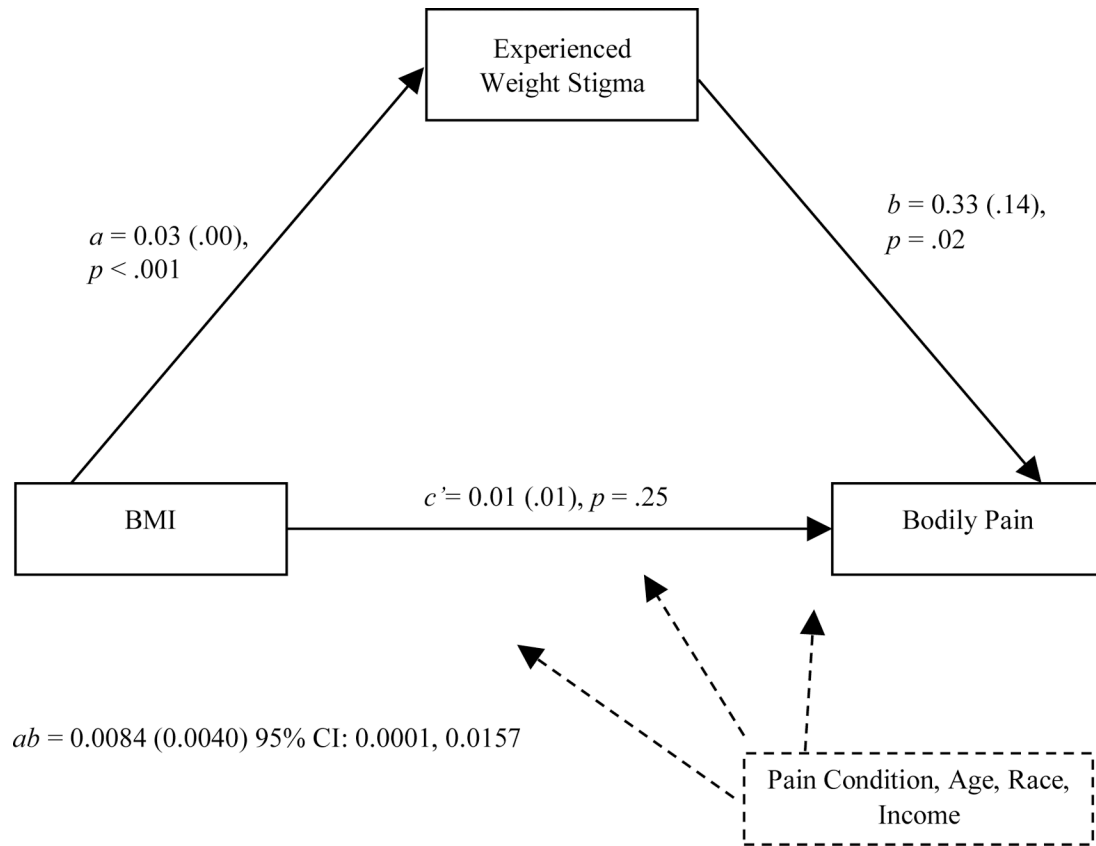 Experienced
Weight Stigma
a = 0.03 (.00),
p < .001
b = 0.33 (.14),
p = .02
c’= 0.01 (.01), p = .25
BMI
Bodily Pain
ab = 0.0084 (0.0040) 95% CI: 0.0001, 0.0157
Pain Condition, Age, Race,
Income